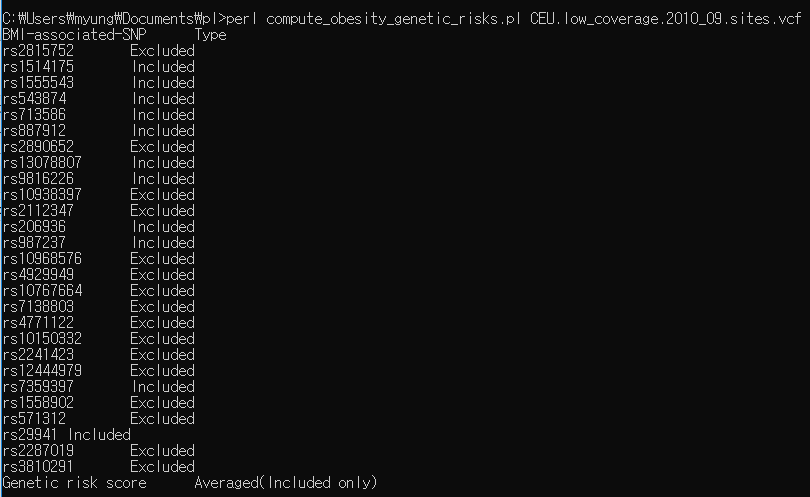 C:₩Users₩myung₩Documents₩pl>perl compute_obesity_genetic_risks.pl CEU.low_coverage.2010_09.sites.vcf
BMI-associated-SNP Type
rs2815752 Excluded
rs1514175 Included
rs1555543 Included
rs543874 Included
rs713586 Included
rs887912 Included
rs2890652 Excluded
rs13078807 Included
rs9816226 Included
rs10938397 Excluded
rs2112347 Excluded
rs206936 Included
rs987237 Included
rs10968576 Excluded
rs4929949 Excluded
rs10767664 Excluded
rs7138803 Excluded
rs4771122 Excluded
rs10150332 Excluded
rs2241423 Excluded
rs12444979 Excluded
rs7359397 Included
rs1558902 Excluded
rs571312 Excluded
rs29941 Included
rs2287019 Excluded
rs3810291 Excluded
Genetic risk score Averaged(Included only)